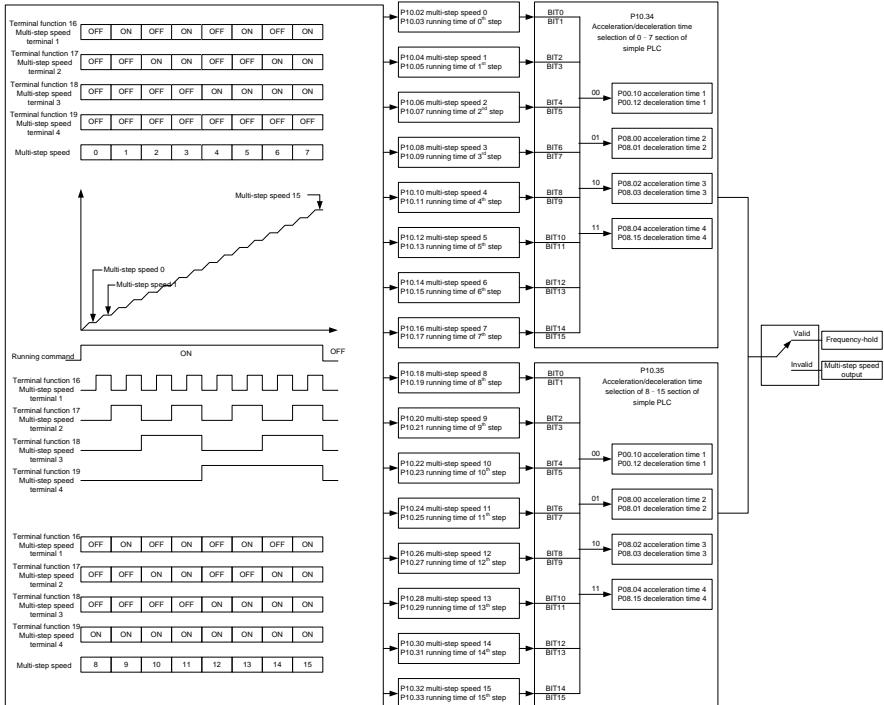 Terminal function 16
Multi-step speed
terminal 1
OFF ON OFF ON OFF ON OFF ON
Terminal function 17
Multi-step speed
terminal 2
OFF OFF ON ON OFF OFF ON ON
Terminal function 18
Multi-step speed
terminal 3
OFF OFF OFF OFF ON ON ON ON
Terminal function 19
Multi-step speed
terminal 4
OFF OFF OFF OFF OFF OFF OFF OFF
Multi-step speed 0 1 2 3 4 5 6 7
Multi-step speed 15
Multi-step speed 0
Multi-step speed 1
Running command
ON
OFF
Terminal function 16
Multi-step speed
terminal 1
Terminal function 17
Multi-step speed
terminal 2
Terminal function 18
Multi-step speed
terminal 3
Terminal function 19
Multi-step speed
terminal 4
Terminal function 16
Multi-step speed
terminal 1
OFF ON OFF ON OFF ON OFF ON
Terminal function 17
Multi-step speed
terminal 2
OFF OFF ON ON OFF OFF ON ON
Terminal function 18
Multi-step speed
terminal 3
OFF OFF OFF OFF ON ON ON ON
Terminal function 19
Multi-step speed
terminal 4
ON ON ON ON ON ON ON ON
Multi-step speed 8 9 10 11 12 13 14 15
P10.02 multi-step speed 0
P10.03 running time of 0th step
P10.04 multi-step speed 1
P10.05 running time of 1st step
P10.06 multi-step speed 2
P10.07 running time of 2nd step
P10.08 multi-step speed 3
P10.09 running time of 3rd step
P10.10 multi-step speed 4
P10.11 running time of 4th step
P10.12 multi-step speed 5
P10.13 running time of 5th step
P10.14 multi-step speed 6
P10.15 running time of 6th step
P10.16 multi-step speed 7
P10.17 running time of 7th step
P10.18 multi-step speed 8
P10.19 running time of 8th step
P10.20 multi-step speed 9
P10.21 running time of 9th step
P10.22 multi-step speed 10
P10.23 running time of 10th step
P10.24 multi-step speed 11
P10.25 running time of 11th step
P10.26 multi-step speed 12
P10.27 running time of 12th step
P10.28 multi-step speed 13
P10.29 running time of 13th step
P10.30 multi-step speed 14
P10.31 running time of 14th step
P10.32 multi-step speed 15
P10.33 running time of 15th step
BIT0
BIT1
BIT2
BIT3
BIT4
BIT5
BIT6
BIT7
BIT8
BIT9
BIT10
BIT11
BIT12
BIT13
BIT14
BIT15
P10.34
Acceleration/deceleration time
selection of 0 - 7 section of
simple PLC
00
P00.10 acceleration time 1
P00.12 deceleration time 1
01
P08.00 acceleration time 2
P08.01 deceleration time 2
10
P08.02 acceleration time 3
P08.03 deceleration time 3
11
P08.04 acceleration time 4
P08.15 deceleration time 4
BIT0
BIT1
BIT2
BIT3
BIT4
BIT5
BIT6
BIT7
BIT8
BIT9
BIT10
BIT11
BIT12
BIT13
BIT14
BIT15
P10.35
Acceleration/deceleration time
selection of 8 - 15 section of
simple PLC
00
P00.10 acceleration time 1
P00.12 deceleration time 1
01
P08.00 acceleration time 2
P08.01 deceleration time 2
10
P08.02 acceleration time 3
P08.03 deceleration time 3
11
P08.04 acceleration time 4
P08.15 deceleration time 4
Valid
Frequency-hold
Invalid
Multi-step speed
output